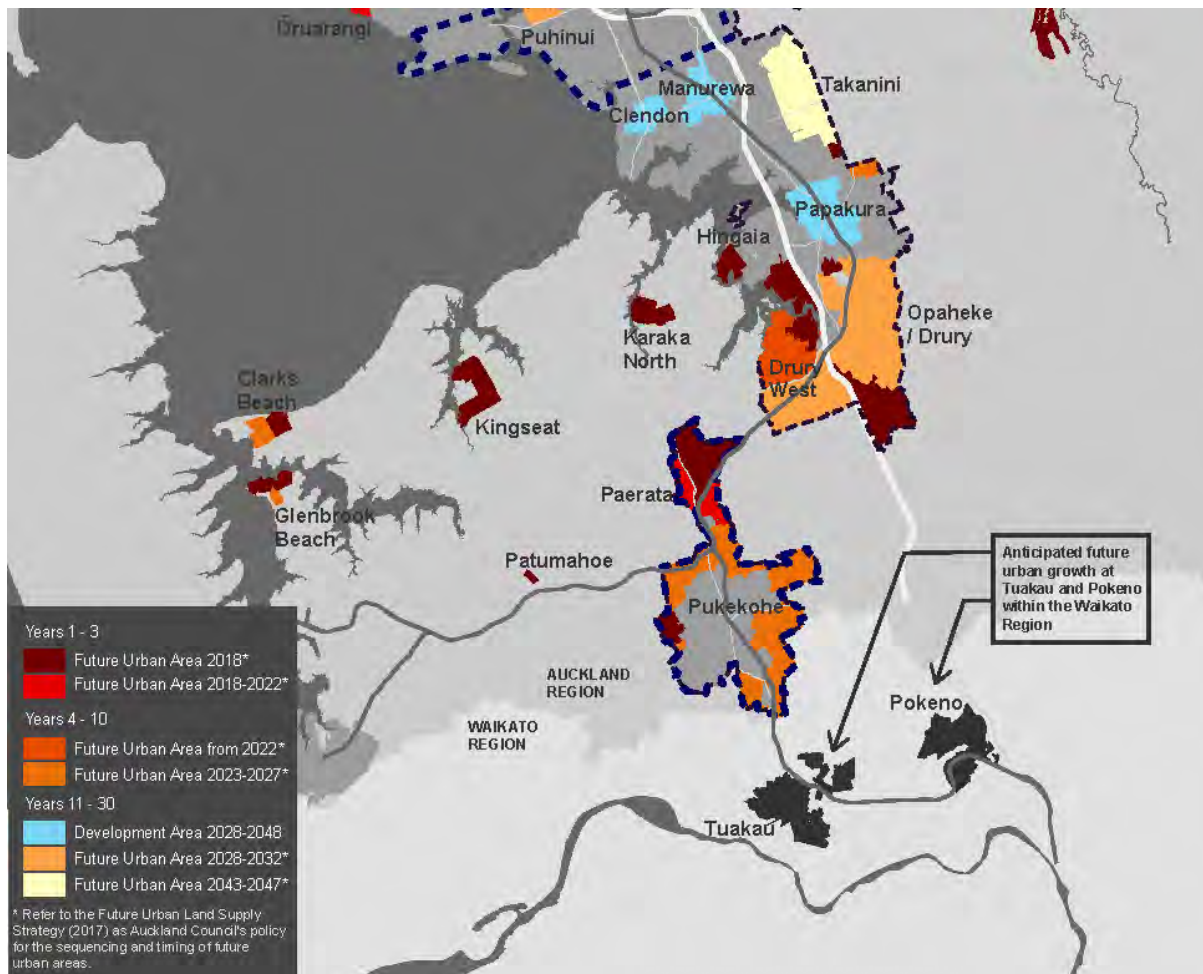 Oruarangi
Puhinui
Takanini
Manurewa
Clendon
Papakura
Hingaia
Opaheke
/ Drury
Karaka
North
Drury
West
Clarks
Beach
Kingseat
Paerata
Glenbrook
Beach
Patumahoe
Pukekohe
Anticipated future
urban growth at
Tuakau and Pokeno
within the Waikato
Region
AUCKLAND
REGION
WAIKATO
REGION
Pokeno
Tuakau
Years 1 - 3
Future Urban Area 2018*
Future Urban Area 2018-2022*
Years 4 - 10
Future Urban Area from 2022*
Future Urban Area 2023-2027*
Years 11 - 30
Development Area 2028-2048
Future Urban Area 2028-2032*
Future Urban Area 2043-2047*
* Refer to the Future Urban Land Supply
Strategy (2017) as Auckland Council's policy
for the sequencing and timing of future
urban areas.